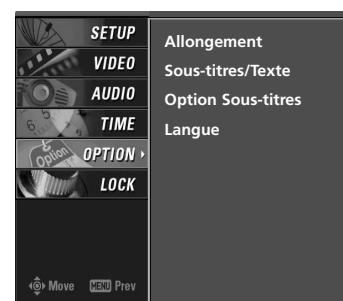 SETUP
VIDEO
AUDIO
TIME
OPTION
LOCK
Move MENU Prev
Allongement
Sous-titres/Texte
Option Sous-titres
Langue